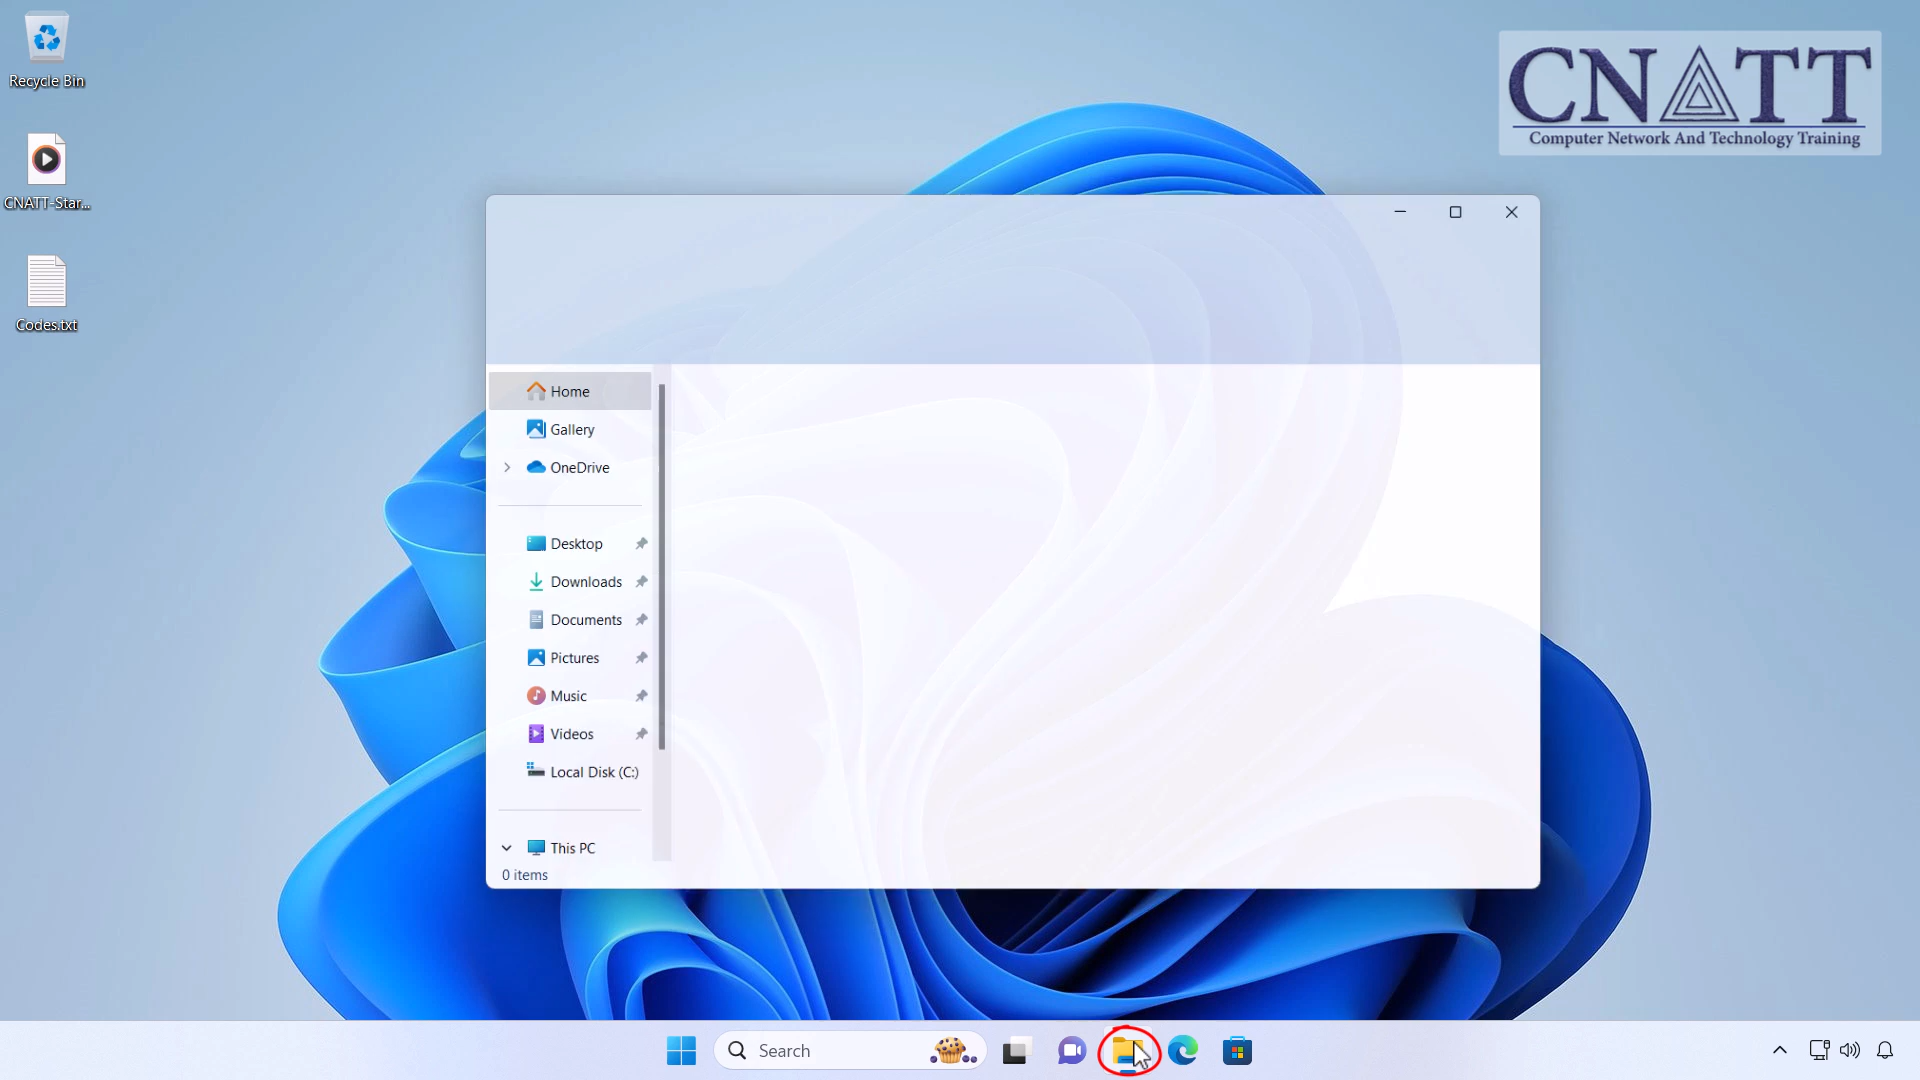 Recycle Bin
CNATT-Star...
Codes.txt
CNATT
Computer Network And Technology Training
Home
Gallery
OneDrive
Desktop
Downloads
Documents
Pictures
Music
Videos
Local Disk (C:)
This PC
0 items
Search